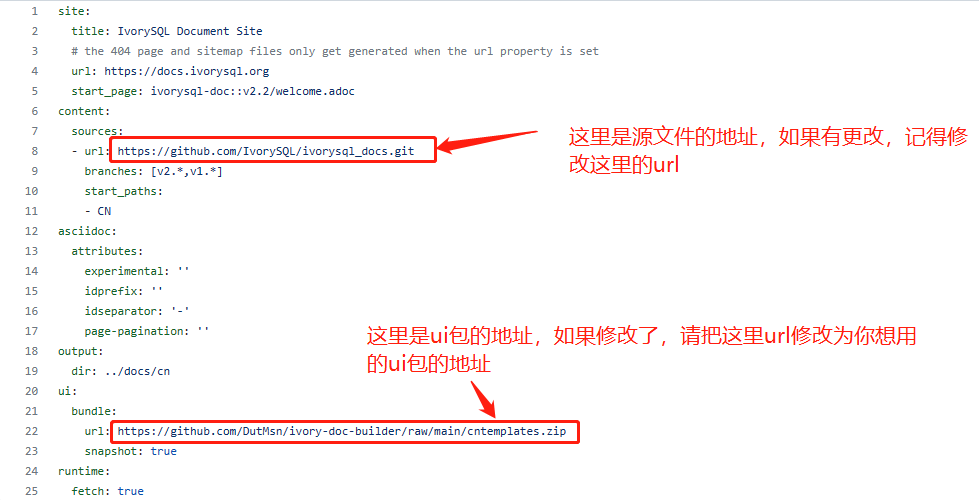 1 site:
2 title: IvorySQL Document Site
3 # the 404 page and sitemap files only get generated when the url property is set
4 url: https://docs.ivorysql.org
5 start_page: ivorysql-doc::v2.2/welcome.adoc
6 content:
7 sources:
8 - url: https://github.com/IvorySQL/ivorysql_docs.git
9 branches: [v2.*,v1.*]
10 start_paths:
11 - CN
这里是源文件的地址，如果有更改，记得修
改这里的url
12 asciidoc:
13 attributes:
14 experimental: ''
15 idprefix: ''
16 idseparator: '-'
17 page-pagination: ''
18 output:
19 dir: ../docs/cn
这里是ui包的地址，如果修改了，请把这里url修改为你想用
的ui包的地址
20 ui:
21 bundle:
22 url: https://github.com/DutMsn/ivory-doc-builder/raw/main/cntemplates.zip
23 snapshot: true
24 runtime:
25 fetch: true